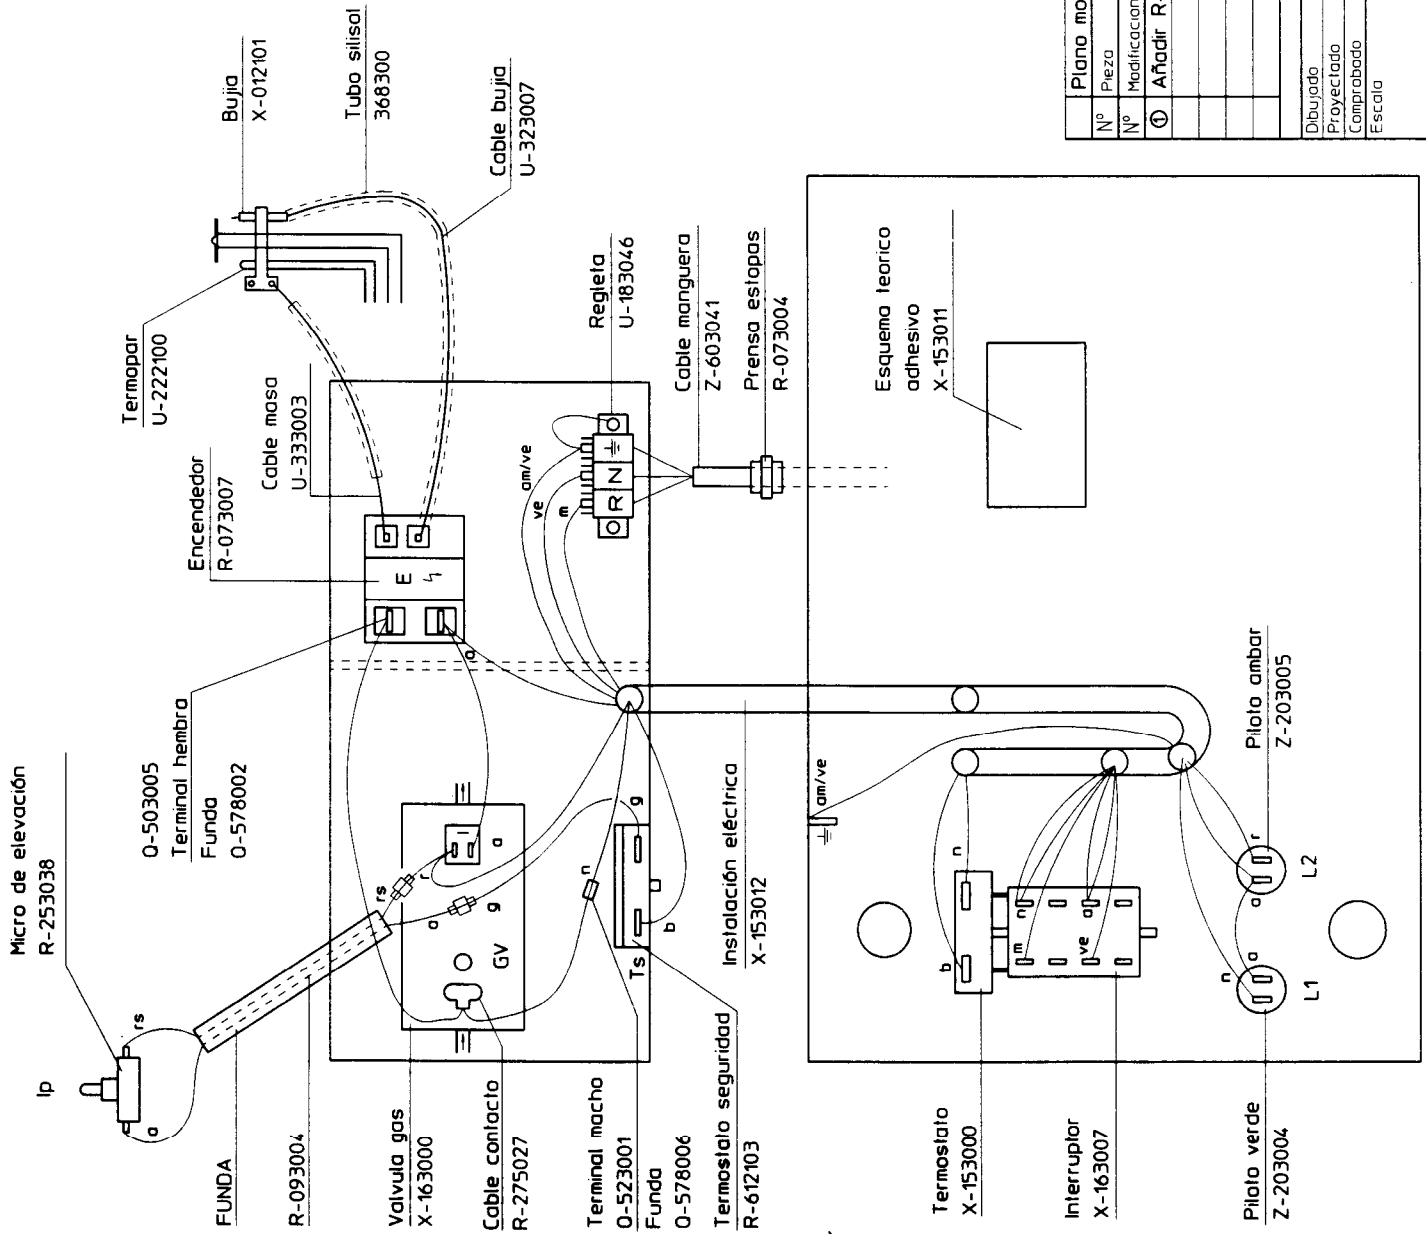 Micro de elevación
R-253038
Ip
rs
a
FUNDA
R-093004
Valvula gas
X-163000
Cable contacto
R-275027
Terminal macho
0-523001
Funda
0-578006
Termostato seguridad
R-612103
0-503005
Terminal hembra
Funda
0-578002
Encendedor
R-073007
Cable masa
U-333003
Termopar
U-222100
Bujia
X-012101
Tubo silisal
368300
Cable bujia
U-323007
Regleta
U-183046
Cable manguera
Z-603041
Prensa estopas
R-073004
E
a
am/ve
ve
m
R N
rs
r
a
a
g
GV
n
g
Ts
b
Instalación eléctrica
X-153012
Esquema teorico
adhesivo
X-153011
am/ve
Termostato
X-153000
Interruptor
X-163007
Piloto verde
Z-203004
Piloto ambar
Z-203005
b
n
m
n
ve
a
n
a
a
r
L1
L2
Plano mo
Nº Pieza
Nº Modificacion
① Añadir R-
Dibujado
Proyectado
Comprobado
Escala